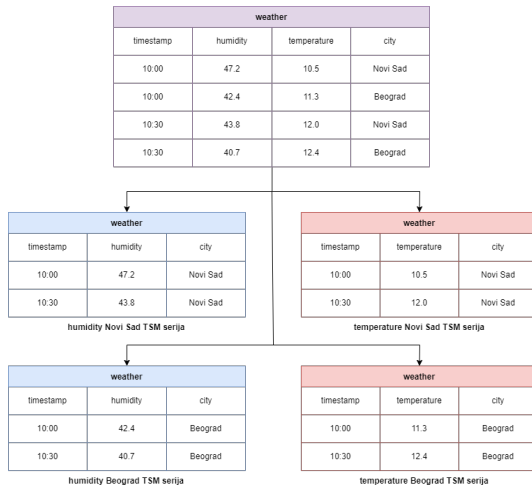 weather
timestamp humidity temperature city
10:00 47.2 10.5 Novi Sad
10:00 42.4 11.3 Beograd
10:30 43.8 12.0 Novi Sad
10:30 40.7 12.4 Beograd
weather
timestamp humidity city
10:00 47.2 Novi Sad
10:30 43.8 Novi Sad
humidity Novi Sad TSM serija
weather
timestamp temperature city
10:00 10.5 Novi Sad
10:30 12.0 Novi Sad
temperature Novi Sad TSM serija
weather
timestamp humidity city
10:00 42.4 Beograd
10:30 40.7 Beograd
humidity Beograd TSM serija
weather
timestamp temperature city
10:00 11.3 Beograd
10:30 12.4 Beograd
temperature Beograd TSM serija